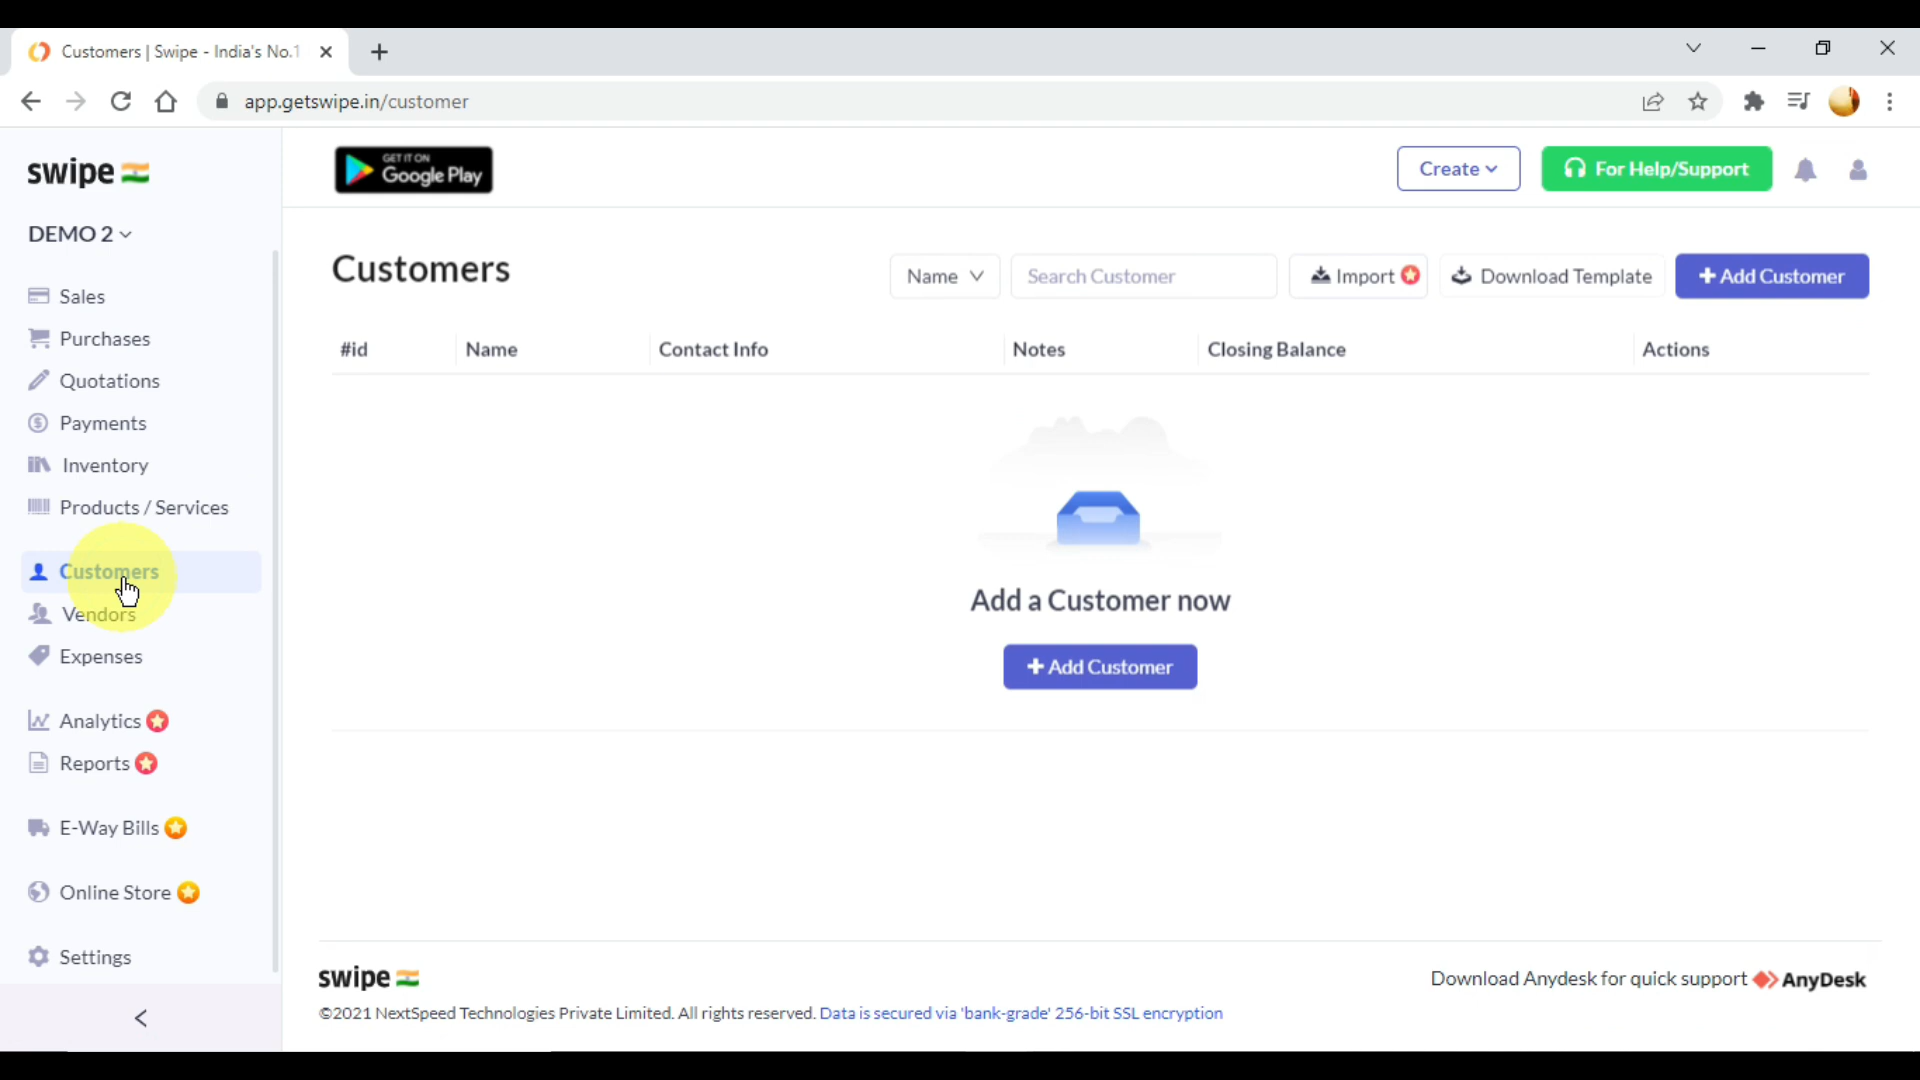 Customers | Swipe - India's No.1
app.getswipe.in/customer
swipe
GET IT ON
Google Play
Create
For Help/Support
DEMO 2
Sales
Purchases
Quotations
Payments
Inventory
Products / Services
Customers
Vendors
Expenses
Analytics
Reports
E-Way Bills
Online Store
Settings
Customers
Name
Search Customer
Import
Download Template
+ Add Customer
#id
Name
Contact Info
Notes
Closing Balance
Actions
Add a Customer now
+ Add Customer
swipe
Download Anydesk for quick support AnyDesk
©2021 NextSpeed Technologies Private Limited. All rights reserved. Data is secured via 'bank-grade' 256-bit SSL encryption